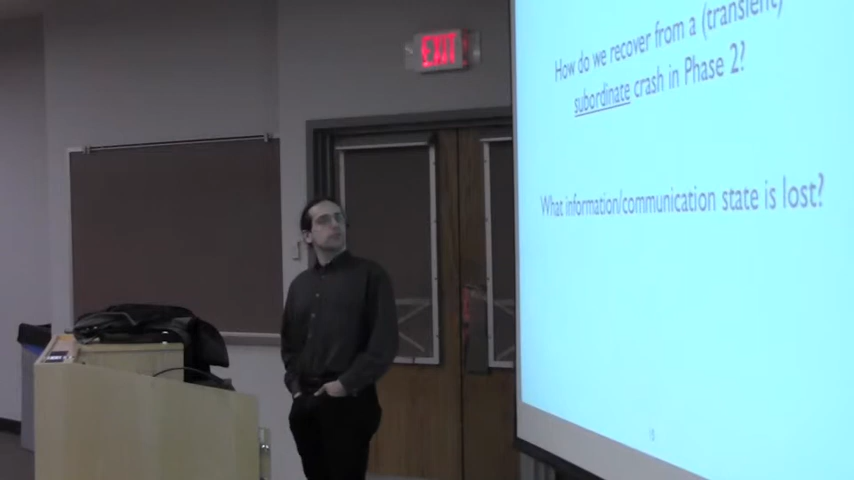 EXIT
How do we recover from a (transient)
subordinate crash in Phase 2?
What information/communication state is lost?